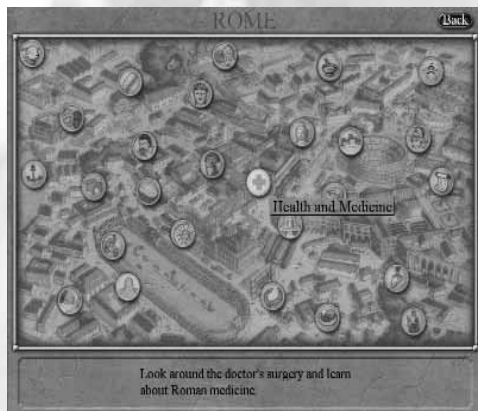 ROME
Back
Health and Medicine
Look around the doctor's surgery and learn
about Roman medicine.